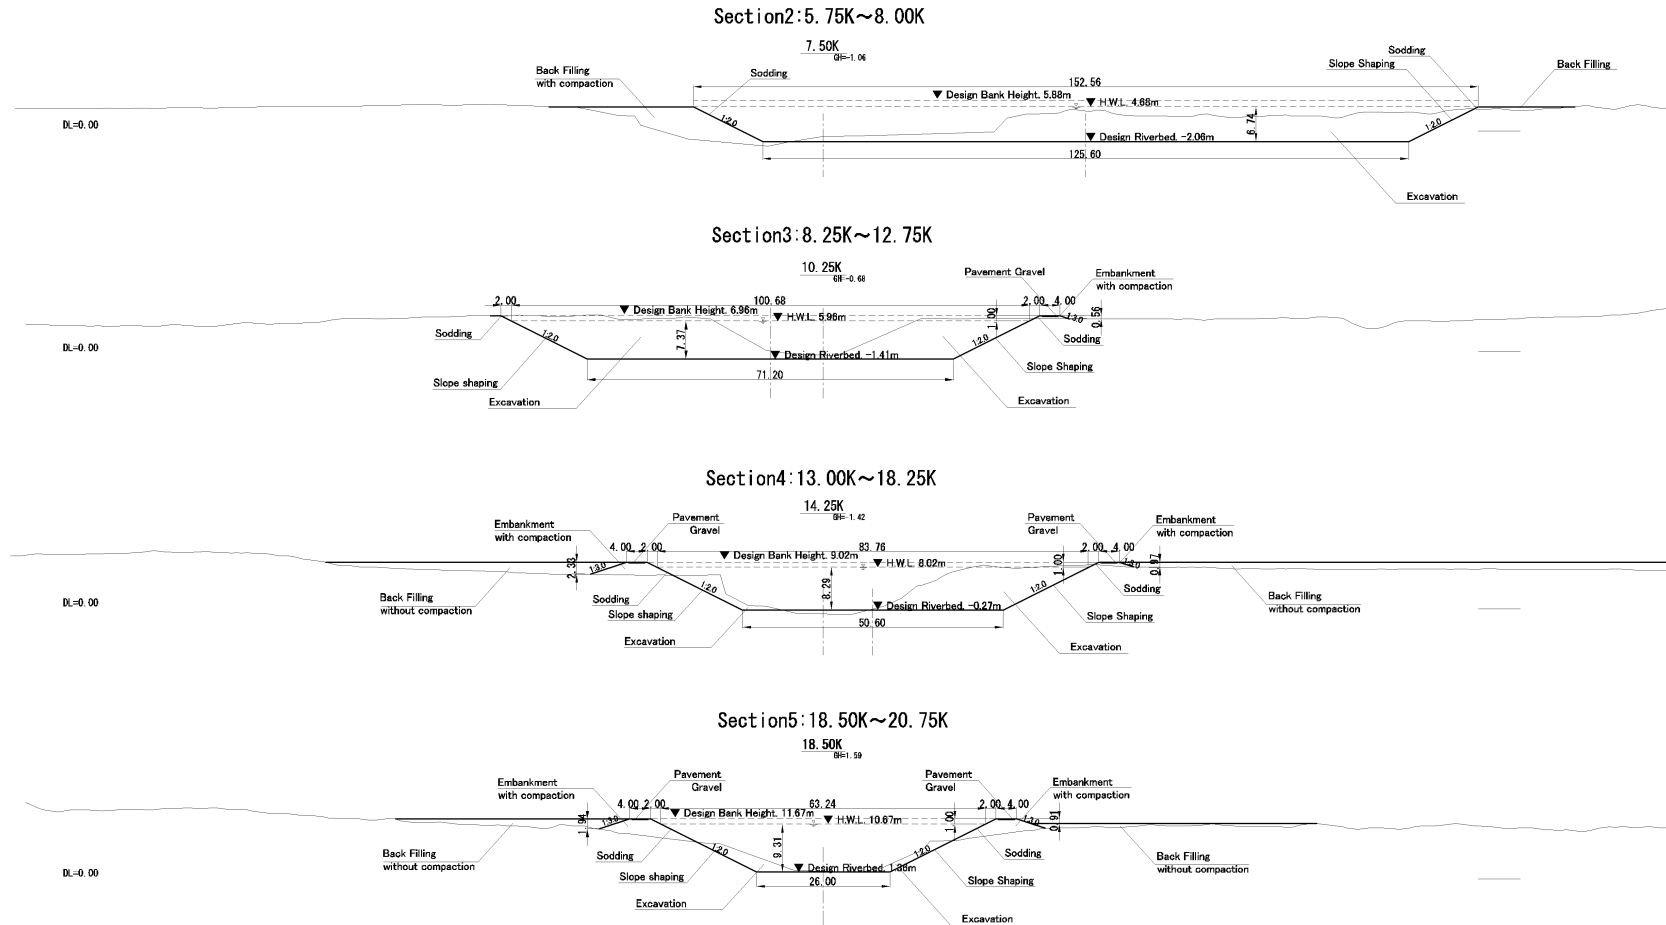 Section2:5.75K～8.00K
7.50K
GH=-1.06
Back Filling
with compaction
Sodding
152.56
Design Bank Height. 5.88m
H.W.L. 4.68m
Sodding
Slope Shaping
Back Filling
DL=0.00
1:2.0
6.74
1:2.0
Design Riverbed. -2.06m
125.60
Excavation
Section3:8.25K～12.75K
10.25K
GH=-0.68
Pavement Gravel
Embankment
with compaction
2.00
100.68
2.00
4.00
Design Bank Height. 6.96m
H.W.L. 5.96m
1.00
1:3.0
0.56
DL=0.00
Sodding
1:2.0
7.37
1:2.0
Sodding
Design Riverbed. -1.41m
Slope Shaping
Slope shaping
71.20
Excavation
Excavation
Section4:13.00K～18.25K
14.25K
GH=-1.42
Embankment
with compaction
Pavement
Gravel
Pavement
Gravel
Embankment
with compaction
4.00
2.00
83.76
2.00
4.00
Design Bank Height. 9.02m
H.W.L. 8.02m
2.33
1:3.0
1.00
1:3.0
0.97
DL=0.00
Back Filling
without compaction
Sodding
1:2.0
8.29
1:2.0
Sodding
Back Filling
without compaction
Slope shaping
Design Riverbed. -0.27m
Slope Shaping
50.60
Excavation
Excavation
Section5:18.50K～20.75K
18.50K
GH=1.59
Embankment
with compaction
Pavement
Gravel
Pavement
Gravel
Embankment
with compaction
4.00
2.00
63.24
2.00
4.00
Design Bank Height. 11.67m
H.W.L. 10.67m
1.94
1:3.0
1.00
1:3.0
0.91
DL=0.00
Back Filling
without compaction
Sodding
1:2.0
9.31
1:2.0
Sodding
Back Filling
without compaction
Slope shaping
Design Riverbed. 1.36m
Slope Shaping
26.00
Excavation
Excavation